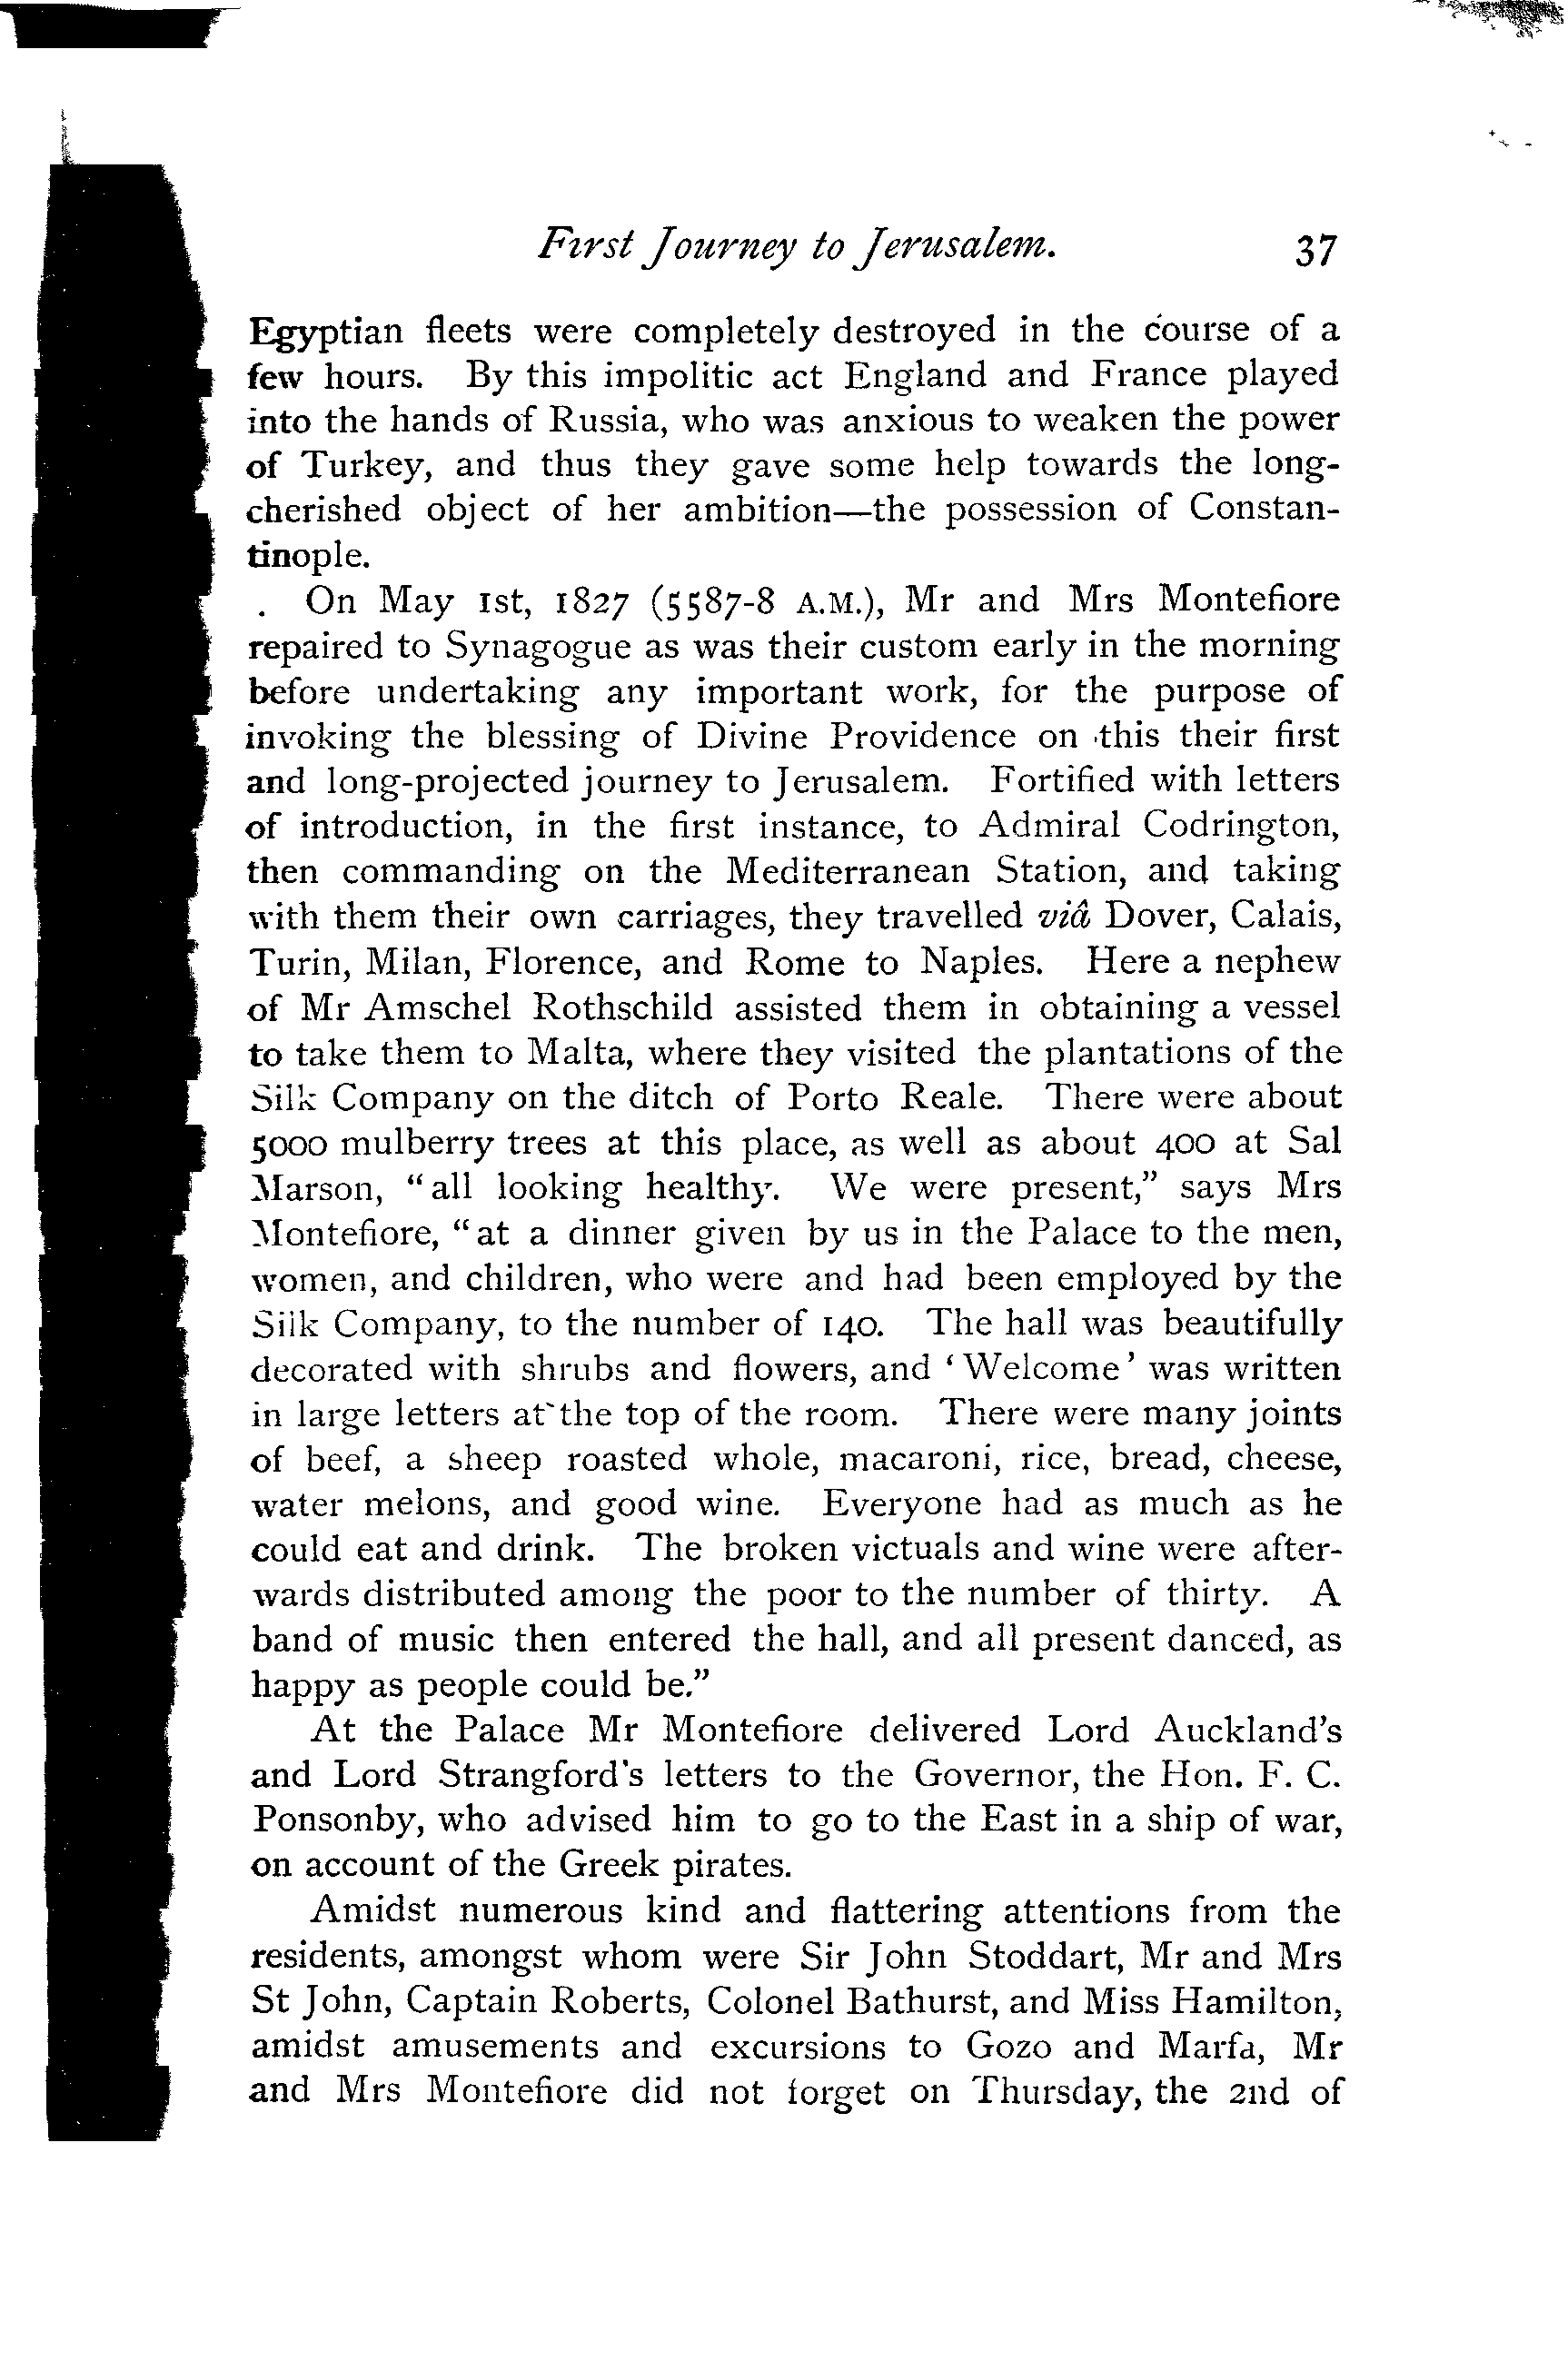 First Journey to Jerusalem. 37
Egyptian fleets were completely destroyed in the course of a
few hours. By this impolitic act England and France played
into the hands of Russia, who was anxious to weaken the power
of Turkey, and thus they gave some help towards the long-
cherished object of her ambition—the possession of Constan-
tinople.
On May 1st, 1827 (5587-8 A.M.), Mr and Mrs Montefiore
repaired to Synagogue as was their custom early in the morning
before undertaking any important work, for the purpose of
invoking the blessing of Divine Providence on this their first
and long-projected journey to Jerusalem. Fortified with letters
of introduction, in the first instance, to Admiral Codrington,
then commanding on the Mediterranean Station, and taking
with them their own carriages, they travelled viâ Dover, Calais,
Turin, Milan, Florence, and Rome to Naples. Here a nephew
of Mr Amschel Rothschild assisted them in obtaining a vessel
to take them to Malta, where they visited the plantations of the
Silk Company on the ditch of Porto Reale. There were about
5000 mulberry trees at this place, as well as about 400 at Sal
Marson, "all looking healthy. We were present," says Mrs
Montefiore, "at a dinner given by us in the Palace to the men,
women, and children, who were and had been employed by the
Silk Company, to the number of 140. The hall was beautifully
decorated with shrubs and flowers, and 'Welcome' was written
in large letters at the top of the room. There were many joints
of beef, a sheep roasted whole, macaroni, rice, bread, cheese,
water melons, and good wine. Everyone had as much as he
could eat and drink. The broken victuals and wine were after-
wards distributed among the poor to the number of thirty. A
band of music then entered the hall, and all present danced, as
happy as people could be."
At the Palace Mr Montefiore delivered Lord Auckland's
and Lord Strangford's letters to the Governor, the Hon. F. C.
Ponsonby, who advised him to go to the East in a ship of war,
on account of the Greek pirates.
Amidst numerous kind and flattering attentions from the
residents, amongst whom were Sir John Stoddart, Mr and Mrs
St John, Captain Roberts, Colonel Bathurst, and Miss Hamilton,
amidst amusements and excursions to Gozo and Marfa, Mr
and Mrs Montefiore did not forget on Thursday, the 2nd of